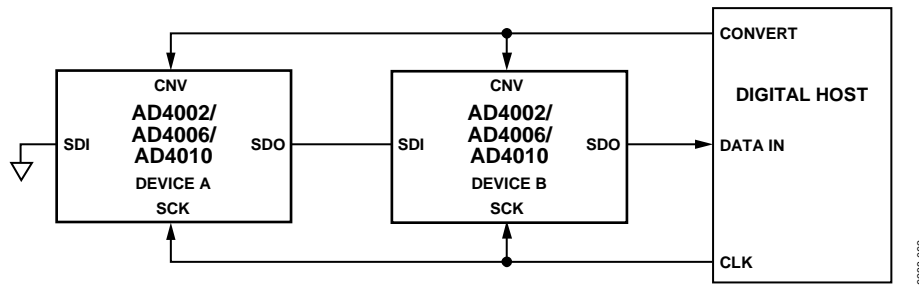 CONVERT
DIGITAL HOST
DATA IN
CLK
CNV
AD4002/
AD4006/
AD4010
DEVICE A
SCK
SDI
SDO
CNV
AD4002/
AD4006/
AD4010
DEVICE B
SCK
SDI
SDO